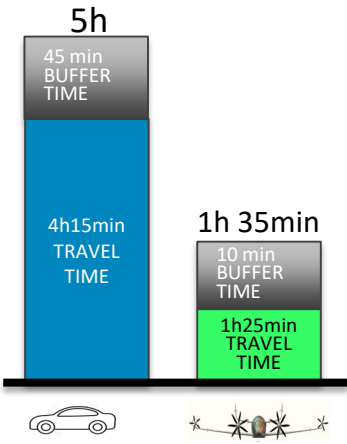 5h
45 min
BUFFER
TIME
4h15min
TRAVEL
TIME
1h 35min
10 min
BUFFER
TIME
1h25min
TRAVEL
TIME